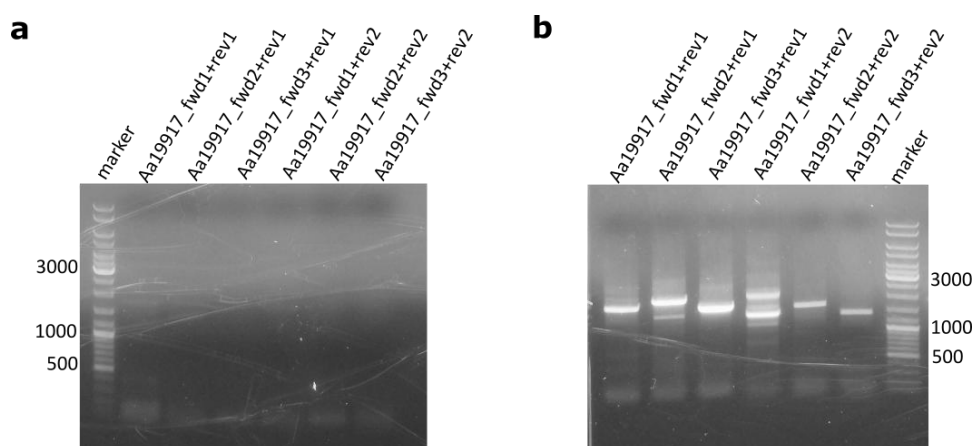 a
marker
Aa19917_fwd1+rev1
Aa19917_fwd2+rev1
Aa19917_fwd3+rev1
Aa19917_fwd1+rev2
Aa19917_fwd2+rev2
Aa19917_fwd3+rev2
3000
1000
500
b
Aa19917_fwd1+rev1
Aa19917_fwd2+rev1
Aa19917_fwd3+rev1
Aa19917_fwd1+rev2
Aa19917_fwd2+rev2
Aa19917_fwd3+rev2
marker
3000
1000
500